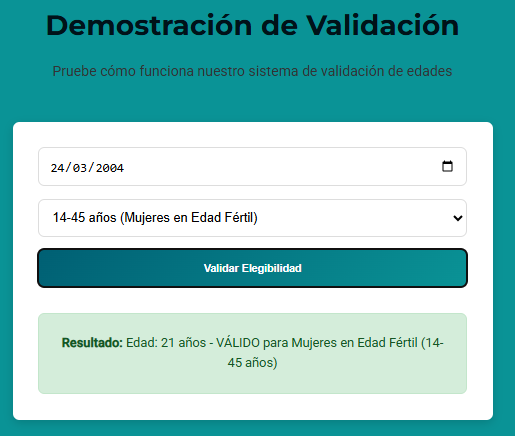 Demostración de Validación
Pruebe cómo funciona nuestro sistema de validación de edades
24/03/2004
14-45 años (Mujeres en Edad Fértil)
Validar Elegibilidad
Resultado: Edad: 21 años - VÁLIDO para Mujeres en Edad Fértil (14-
45 años)